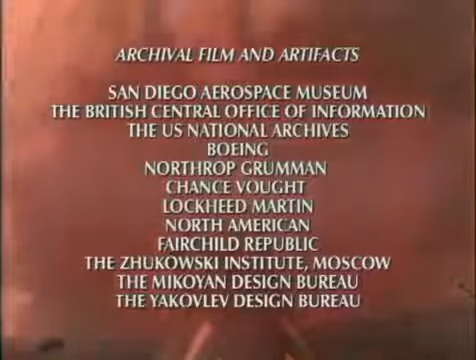 ARCHIVAL FILM AND ARTIFACTS
SAN DIEGO AEROSPACE MUSEUM
THE BRITISH CENTRAL OFFICE OF INFORMATION
THE US NATIONAL ARCHIVES
BOEING
NORTHROP GRUMMAN
CHANCE VOUGHT
LOCKHEED MARTIN
NORTH AMERICAN
FAIRCHILD REPUBLIC
THE ZHUKOWSKI INSTITUTE, MOSCOW
THE MIKOYAN DESIGN BUREAU
THE YAKOVLEV DESIGN BUREAU